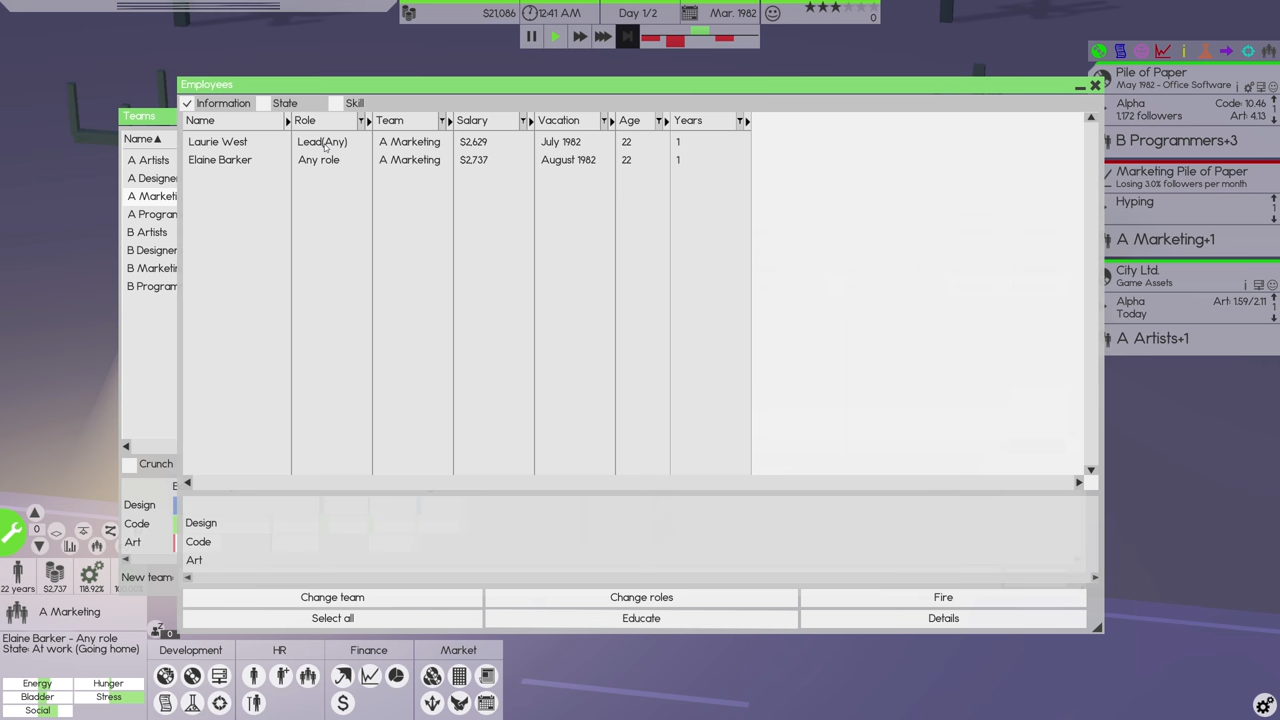 $21,086
12:41 AM
Day 1/2
Mar. 1982
0
Employees
Information
State
Skill
Name
Role
Team
Salary
Vacation
Age
Years
Laurie West
Lead(Any)
A Marketing
$2,629
July 1982
22
1
Elaine Barker
Any role
A Marketing
$2,737
August 1982
22
1
Design
Code
Art
Change team
Change roles
Fire
Select all
Educate
Details
Teams
Name
A Artists
A Designe
A Marketi
A Program
B Artists
B Designer
B Marketin
B Program
Crunch
Design
Code
Art
New team
Pile of Paper
May 1982 - Office Software
Alpha
1,172 followers
Code: 10.46
Art: 4.13
B Programmers+3
Marketing Pile of Paper
Losing 3.0% followers per month
Hyping
1
A Marketing+1
City Ltd.
Game Assets
Alpha
Today
Art: 1.59/2.11
1
A Artists+1
0
22 years
$2,737
118.92%
A Marketing
Elaine Barker - Any role
State: At work (Going home)
Energy
Hunger
Bladder
Stress
Social
0
Development
HR
Finance
Market